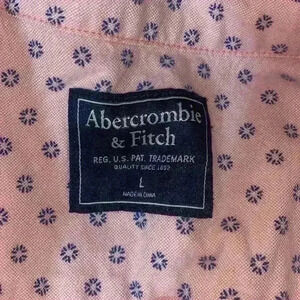 Abercrombie
& Fitch
REG. U.S. PAT. TRADEMARK
QUALITY SINCE 1892
L
MADE IN CHINA